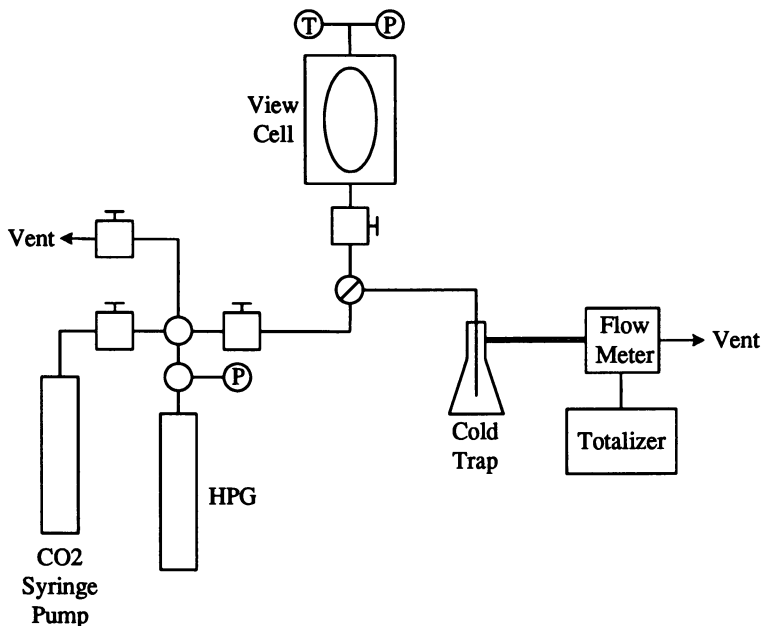 T
P
View
Cell
Vent
Flow
Meter
Vent
P
Cold
Trap
Totalizer
HPG
CO2
Syringe
Pump